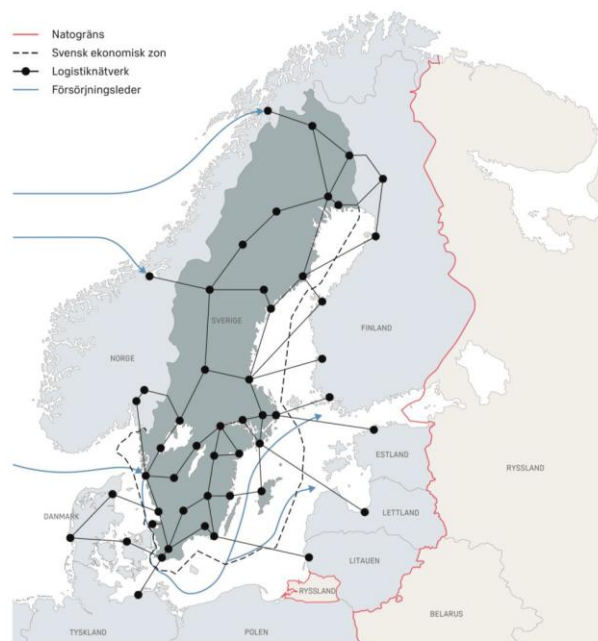 Natogräns
Svensk ekonomisk zon
Logistiknätverk
Försörjningsleder
SVERIGE
FINLAND
NORGE
RYSSLAND
ESTLAND
LETTLAND
DANMARK
LITAUEN
RYSSLAND
BELARUS
TYSKLAND
POLEN